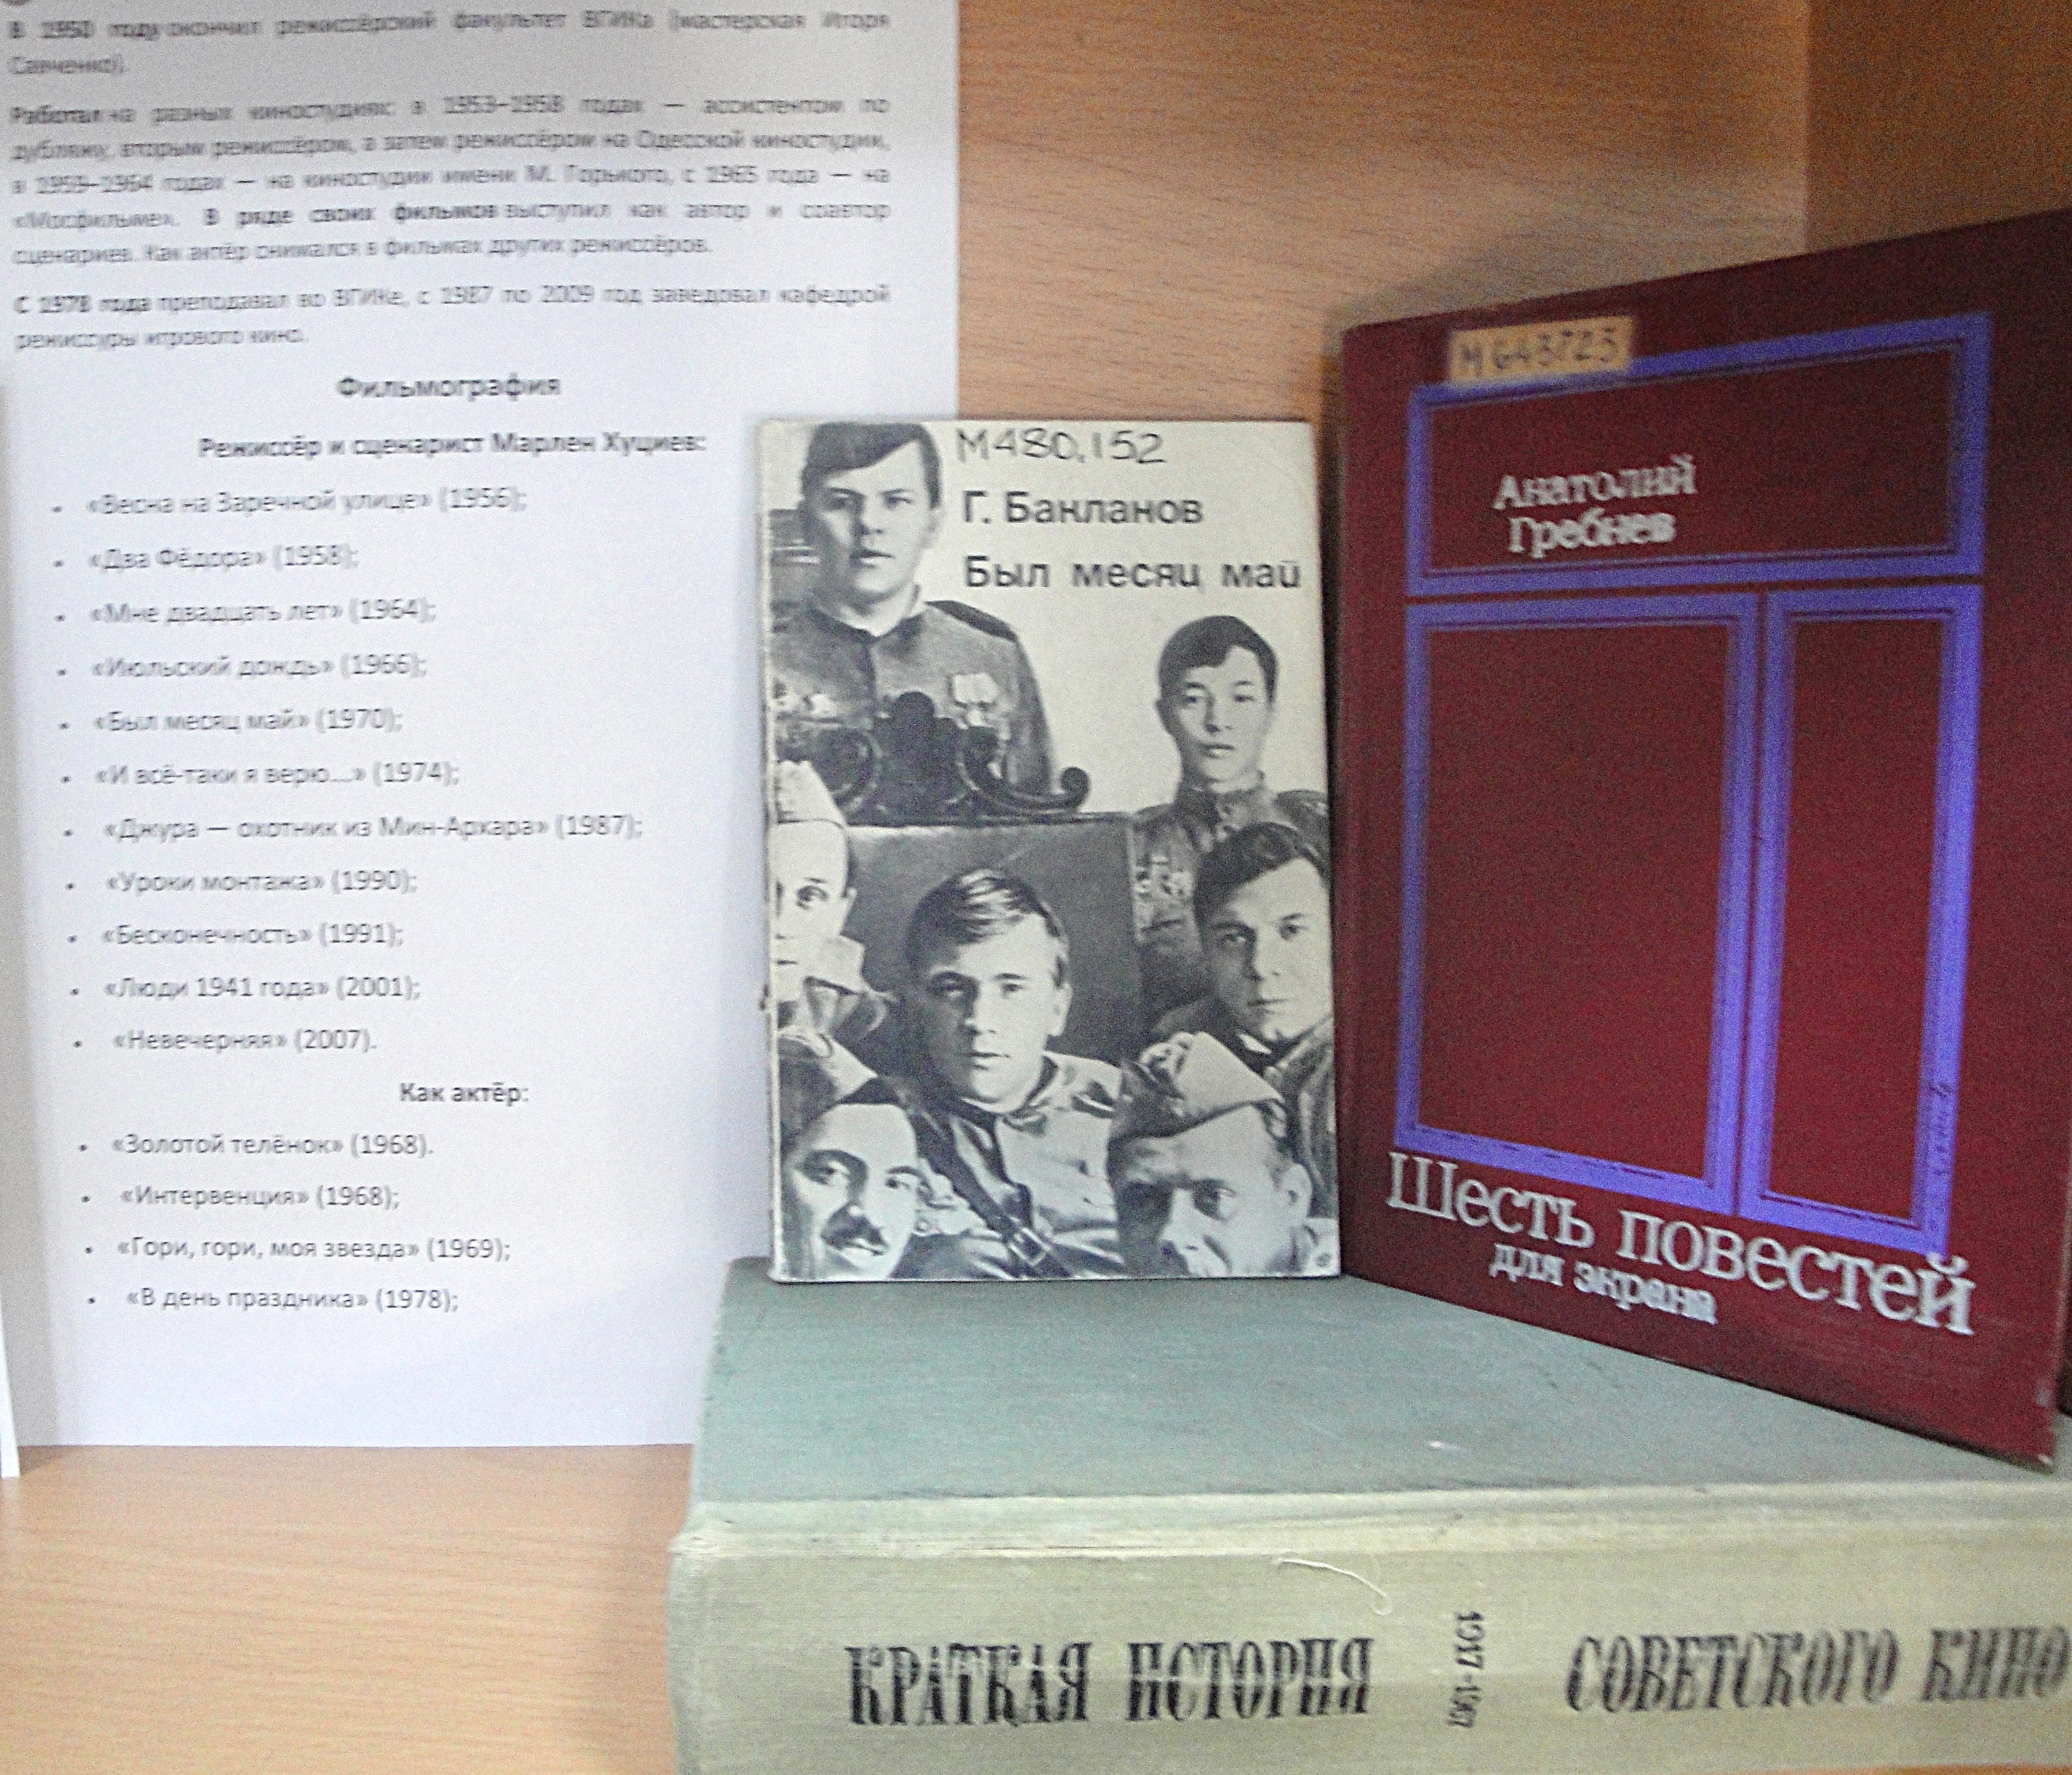 В 1950 году окончил режиссёрский факультет ВГИКа (мастерская Игоря
Савченко).
Работал на разных киностудиях: в 1953–1958 годах — ассистентом по
дубляжу, вторым режиссёром, а затем режиссёром на Одесской киностудии,
в 1959–1964 годах — на киностудии имени М. Горького, с 1965 года — на
«Мосфильме». В ряде своих фильмов выступил как автор и соавтор
сценариев. Как актёр снимался в фильмах других режиссёров.
С 1978 года преподавал во ВГИКе, с 1987 по 2009 год заведовал кафедрой
режиссуры игрового кино.
Фильмография
Режиссёр и сценарист Марлен Хуциев:
• «Весна на Заречной улице» (1956);
• «Два Фёдора» (1958);
• «Мне двадцать лет» (1964);
• «Июльский дождь» (1966);
• «Был месяц май» (1970);
• «И всё-таки я верю...» (1974);
• «Джура — охотник из Мин-Архара» (1987);
• «Уроки монтажа» (1990);
• «Бесконечность» (1991);
• «Люди 1941 года» (2001);
• «Невечерняя» (2007).
Как актёр:
• «Золотой телёнок» (1968).
• «Интервенция» (1968);
• «Гори, гори, моя звезда» (1969);
• «В день праздника» (1978);
М480,152
Г. Бакланов
Был месяц май
М643723
Анатолий
Гребнев
Шесть повестей
для экрана
КРАТКАЯ ИСТОРИЯ
1917–1967
СОВЕТСКОГО КИНО